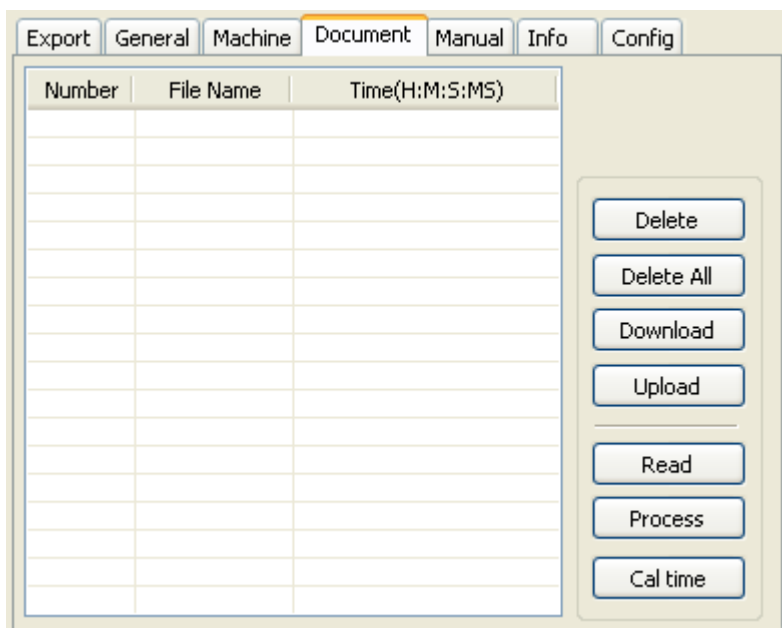 Export General Machine Document Manual Info Config
Number File Name Time(H:M:S:MS)
Delete
Delete All
Download
Upload
Read
Process
Cal time